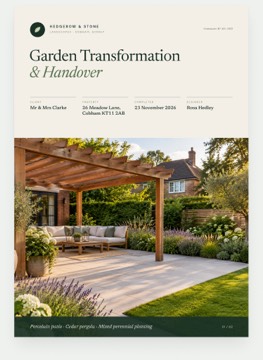 HEDGEROW & STONE
Garden Transformation
& Handover
Mr & Mrs Clarke
26 Meadow Lane,
Cobham KT11 2AB
23 November 2026
Rosa Hedley
Porcelain patio · Cedar pergola · Mixed perennial planting